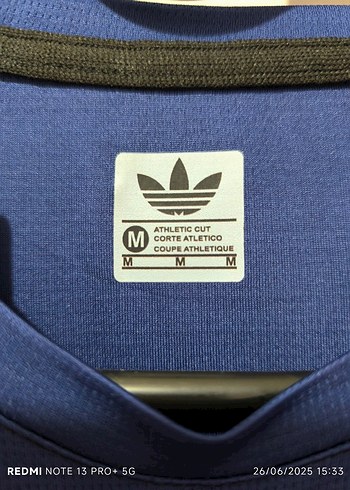 M
ATHLETIC CUT
CORTE ATLETICO
COUPE ATHLETIQUE
M M M
REDMI NOTE 13 PRO+ 5G
26/06/2025 15:33